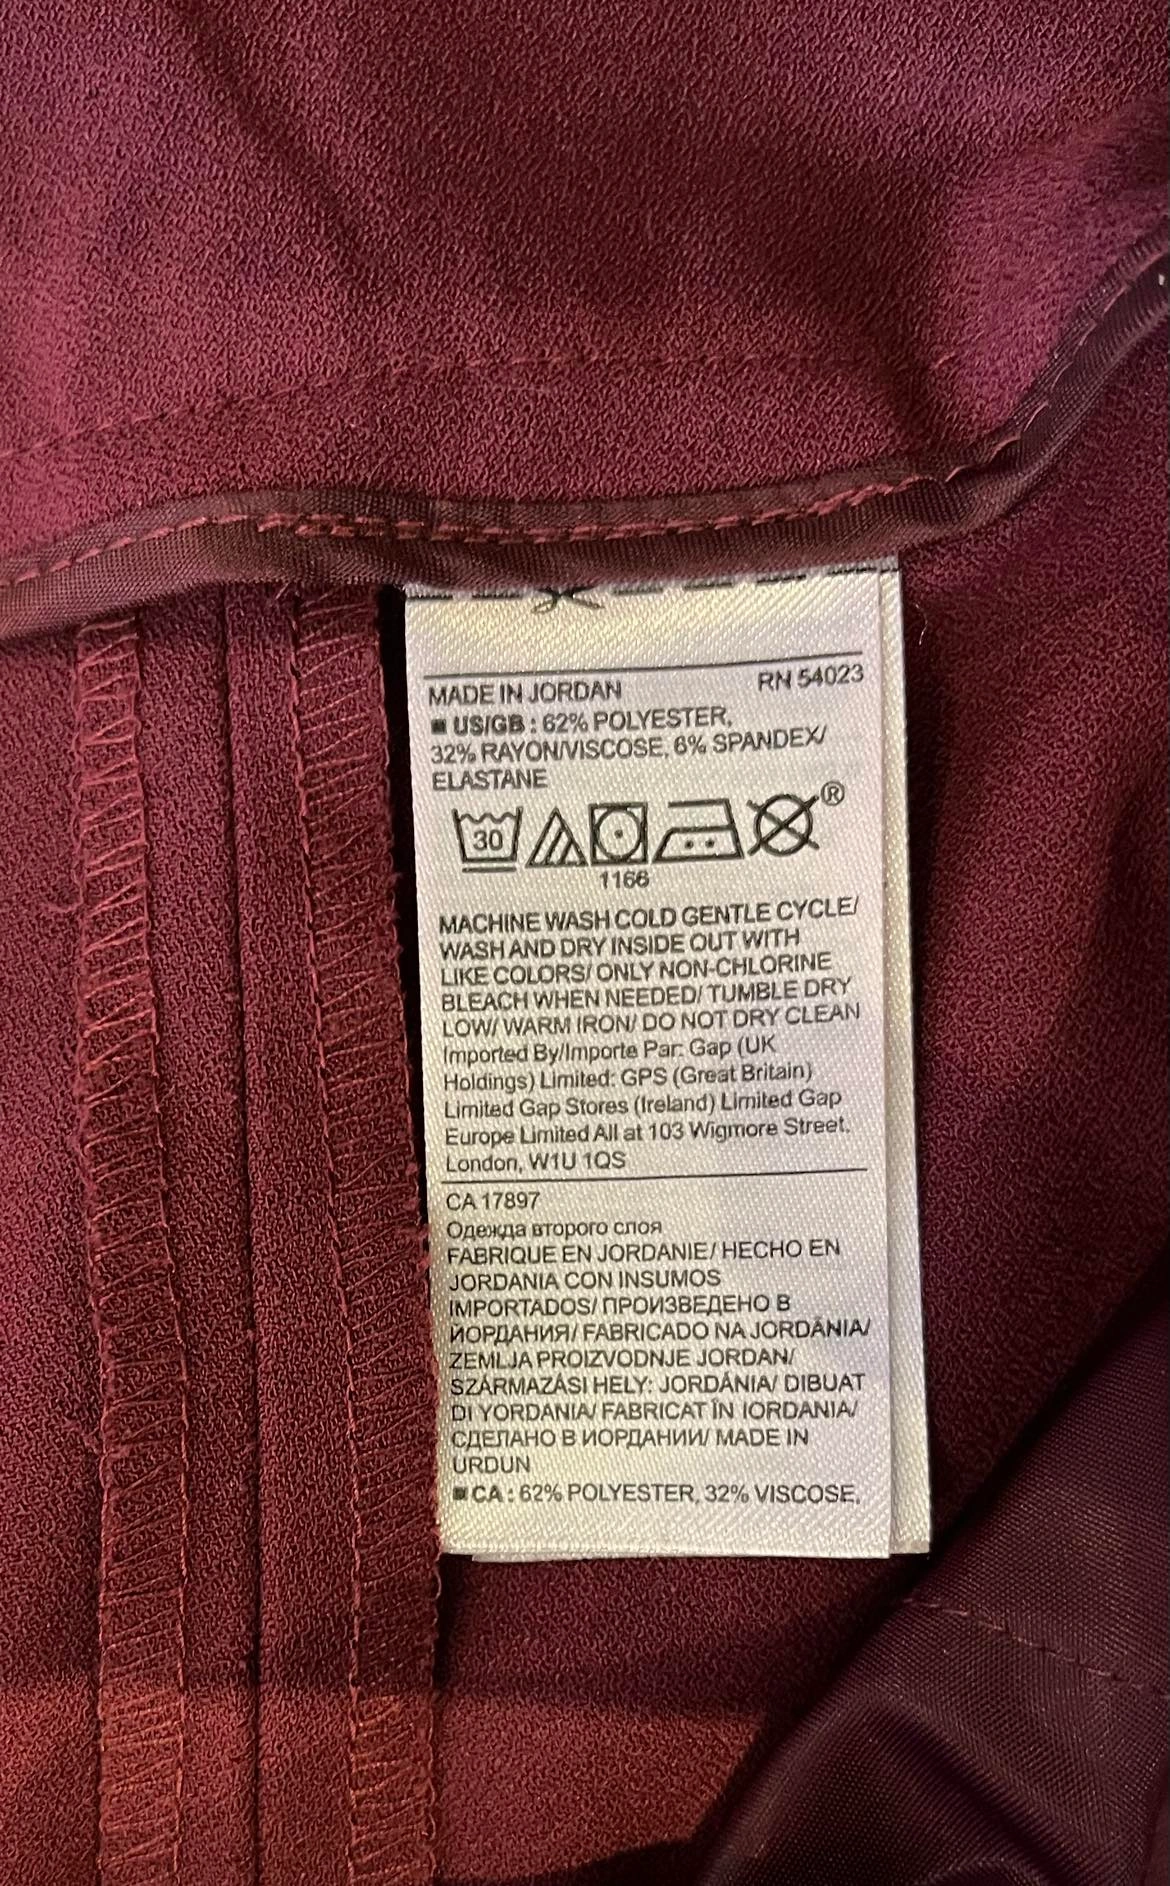 MADE IN JORDAN RN 54023
US/GB : 62% POLYESTER,
32% RAYON/VISCOSE, 6% SPANDEX/
ELASTANE
30
®
1166
MACHINE WASH COLD GENTLE CYCLE/
WASH AND DRY INSIDE OUT WITH
LIKE COLORS/ ONLY NON-CHLORINE
BLEACH WHEN NEEDED/ TUMBLE DRY
LOW/ WARM IRON/ DO NOT DRY CLEAN
Imported By/Importe Par: Gap (UK
Holdings) Limited: GPS (Great Britain)
Limited Gap Stores (Ireland) Limited Gap
Europe Limited All at 103 Wigmore Street.
London, W1U 1QS
CA 17897
Одежда второго слоя
FABRIQUE EN JORDANIE/ HECHO EN
JORDANIA CON INSUMOS
IMPORTADOS/ ПРОИЗВЕДЕНО В
ИОРДАНИЯ/ FABRICADO NA JORDÂNIA/
ZEMLJA PROIZVODNJE JORDAN/
SZÁRMAZÁSI HELY: JORDÁNIA/ DIBUAT
DI YORDANIA/ FABRICAT ÎN IORDANIA/
СДЕЛАНО В ИОРДАНИИ/ MADE IN
URDUN
CA : 62% POLYESTER, 32% VISCOSE,